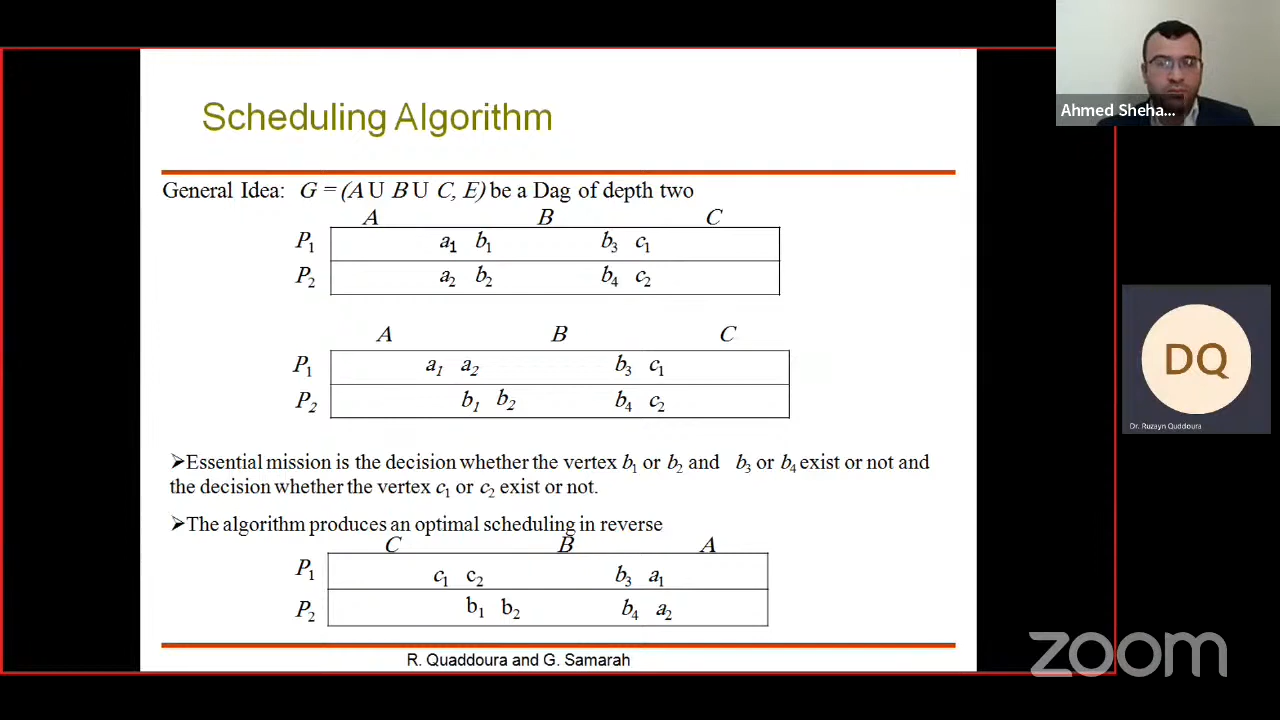 Ahmed Sheha...
Scheduling Algorithm
General Idea: G = (A U B U C, E) be a Dag of depth two
A B C
P₁ a₁ b₁ b₃ c₁
P₂ a₂ b₂ b₄ c₂
A B C
P₁ a₁ a₂ b₃ c₁
P₂ b₁ b₂ b₄ c₂
➢Essential mission is the decision whether the vertex b₁ or b₂ and b₃ or b₄ exist or not and
the decision whether the vertex c₁ or c₂ exist or not.
➢The algorithm produces an optimal scheduling in reverse
C B A
P₁ c₁ c₂ b₃ a₁
P₂ b₁ b₂ b₄ a₂
R. Quaddoura and G. Samarah
DQ
Dr. Ruzayn Quddoura
zoom